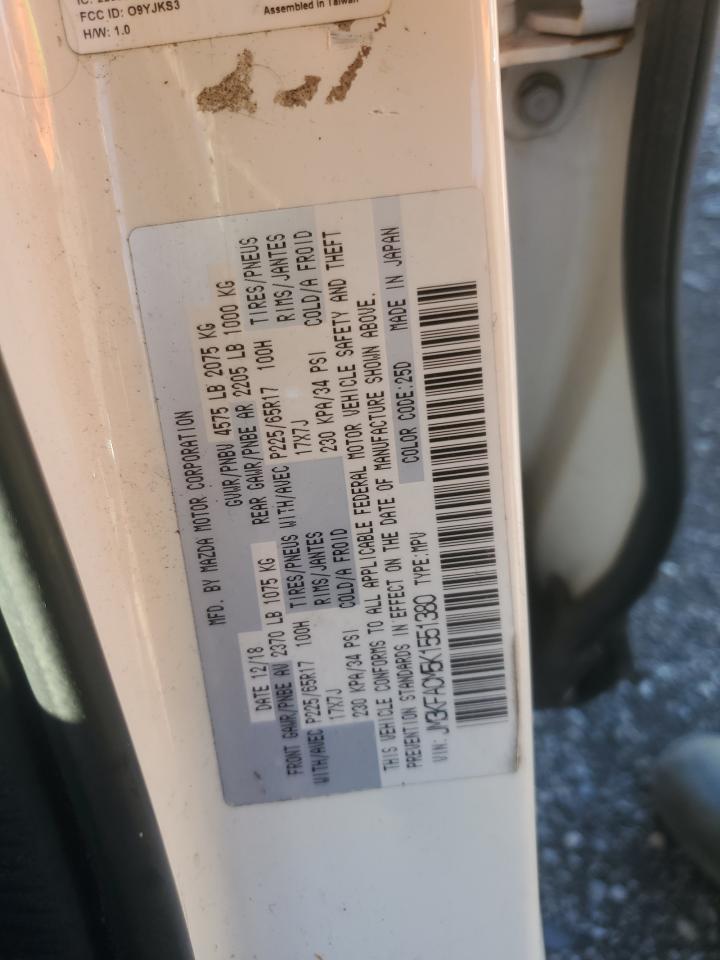 IC:
FCC ID: O9YJKS3
H/W: 1.0
Assembled in Taiwan
MFD. BY MAZDA MOTOR CORPORATION
DATE 12/18 GVWR/PNBV 4575 LB 2075 KG
FRONT GAWR/PNBE AV 2370 LB 1075 KG REAR GAWR/PNBE AR 2205 LB 1000 KG
WITH/AVEC P225/65R17 100H TIRES/PNEUS WITH/AVEC P225/65R17 100H TIRES/PNEUS
17X7J RIMS/JANTES 17X7J RIMS/JANTES
230 KPA/34 PSI COLD/A FROID 230 KPA/34 PSI COLD/A FROID
THIS VEHICLE CONFORMS TO ALL APPLICABLE FEDERAL MOTOR VEHICLE SAFETY AND THEFT
PREVENTION STANDARDS IN EFFECT ON THE DATE OF MANUFACTURE SHOWN ABOVE.
VIN: JM3KFACM5K1551380 TYPE:MPV COLOR CODE:25D MADE IN JAPAN